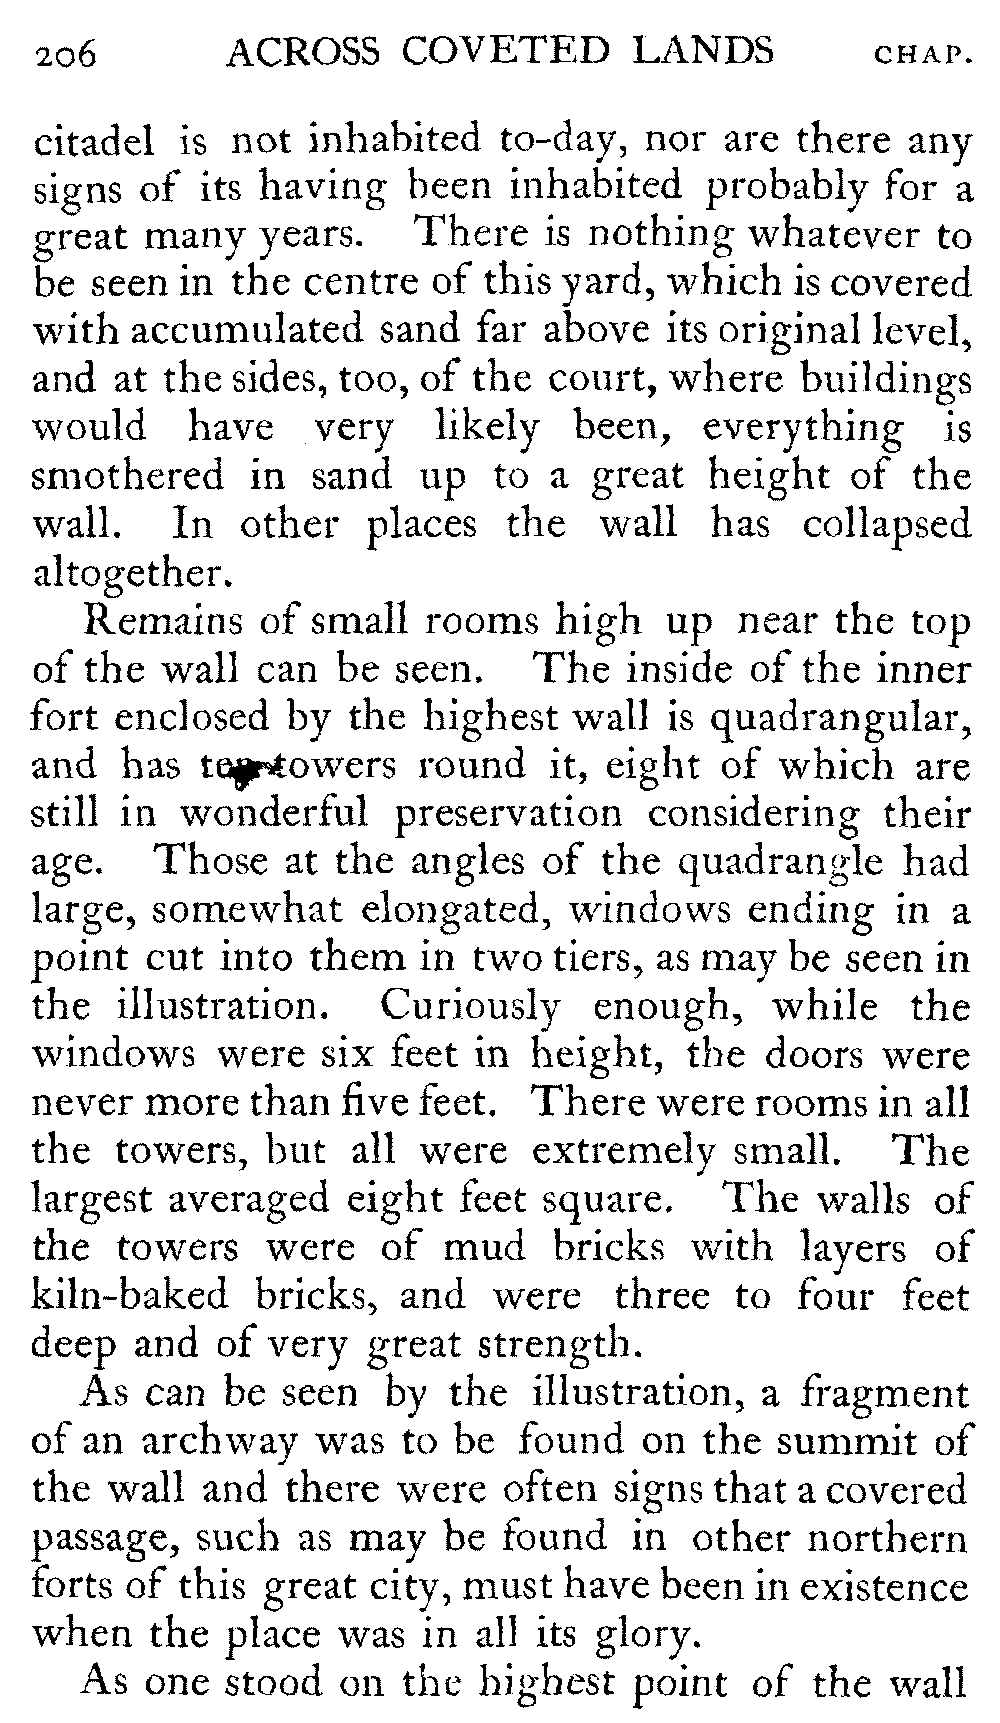 206 ACROSS COVETED LANDS CHAP.
citadel is not inhabited to-day, nor are there any
signs of its having been inhabited probably for a
great many years. There is nothing whatever to
be seen in the centre of this yard, which is covered
with accumulated sand far above its original level,
and at the sides, too, of the court, where buildings
would have very likely been, everything is
smothered in sand up to a great height of the
wall. In other places the wall has collapsed
altogether.
Remains of small rooms high up near the top
of the wall can be seen. The inside of the inner
fort enclosed by the highest wall is quadrangular,
and has ten towers round it, eight of which are
still in wonderful preservation considering their
age. Those at the angles of the quadrangle had
large, somewhat elongated, windows ending in a
point cut into them in two tiers, as may be seen in
the illustration. Curiously enough, while the
windows were six feet in height, the doors were
never more than five feet. There were rooms in all
the towers, but all were extremely small. The
largest averaged eight feet square. The walls of
the towers were of mud bricks with layers of
kiln-baked bricks, and were three to four feet
deep and of very great strength.
As can be seen by the illustration, a fragment
of an archway was to be found on the summit of
the wall and there were often signs that a covered
passage, such as may be found in other northern
forts of this great city, must have been in existence
when the place was in all its glory.
As one stood on the highest point of the wall